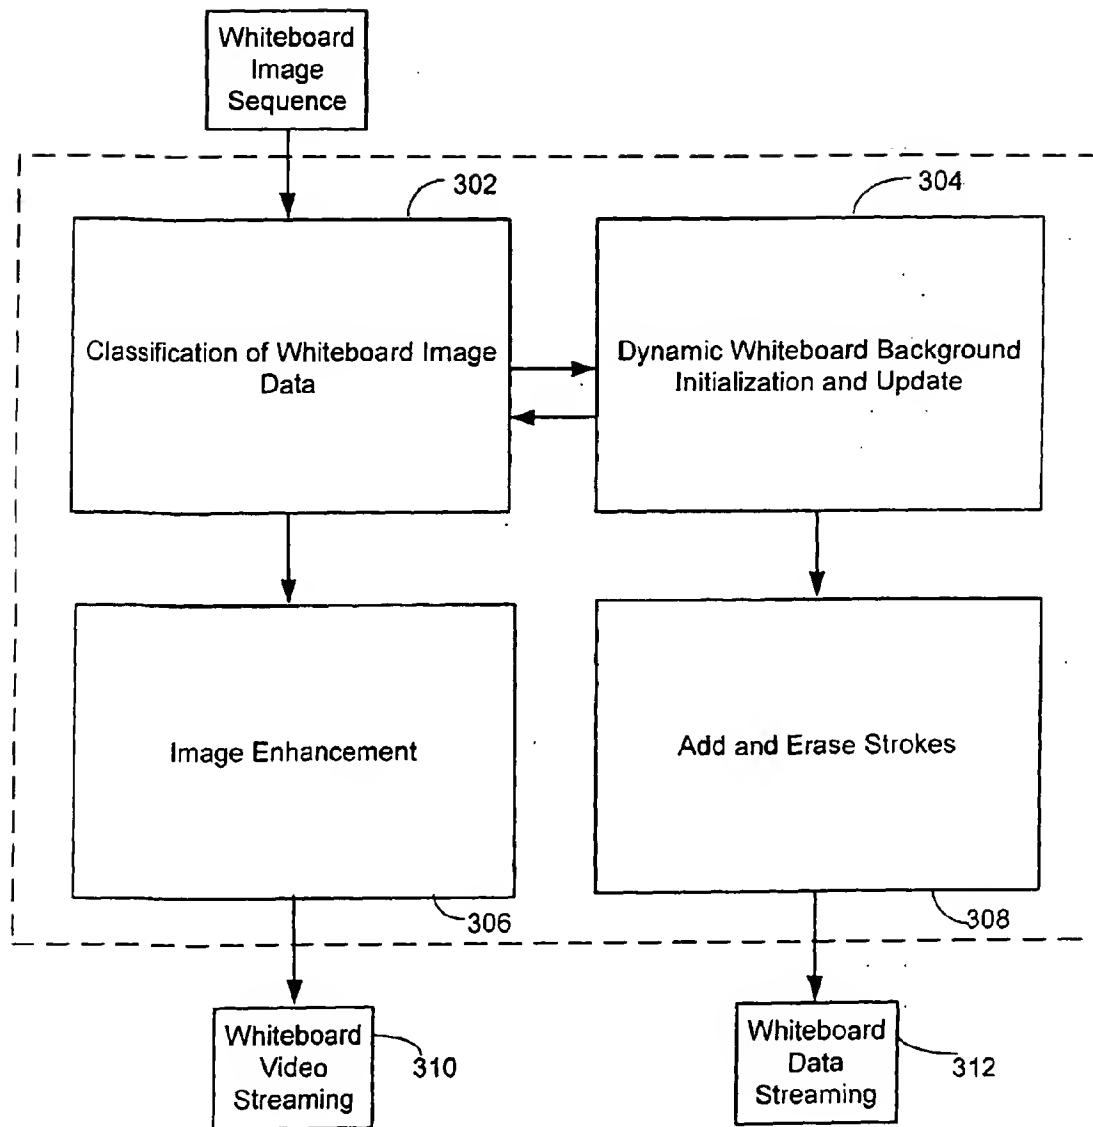 Whiteboard
Image
Sequence
302
304
Classification of Whiteboard Image
Data
Dynamic Whiteboard Background
Initialization and Update
Image Enhancement
Add and Erase Strokes
306
308
Whiteboard
Video
Streaming
310
Whiteboard
Data
Streaming
312